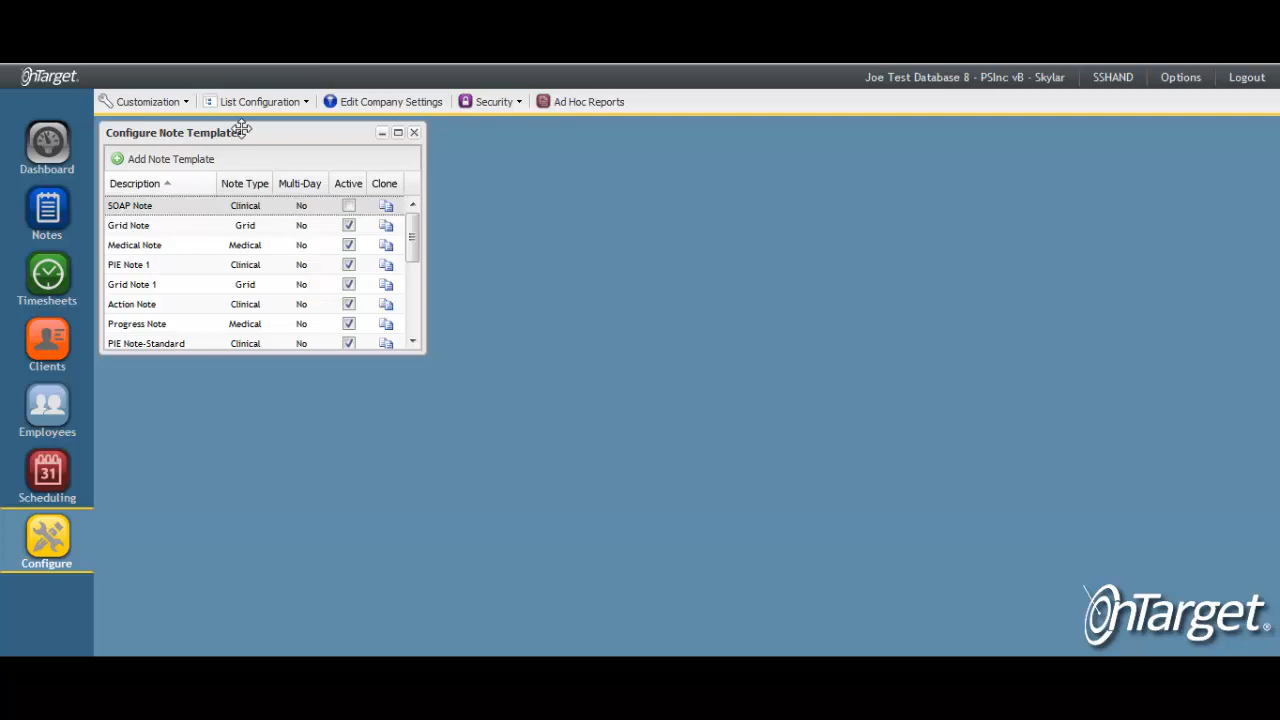 OnTarget. Joe Test Database 8 - PSInc vB - Skylar SSHAND Options Logout
Customization List Configuration Edit Company Settings Security Ad Hoc Reports
Dashboard
Notes
Timesheets
Clients
Employees
31
Scheduling
Configure
Configure Note Templates
Add Note Template
Description Note Type Multi-Day Active Clone
SOAP Note Clinical No
Grid Note Grid No
Medical Note Medical No
PIE Note 1 Clinical No
Grid Note 1 Grid No
Action Note Clinical No
Progress Note Medical No
PIE Note-Standard Clinical No
OnTarget®